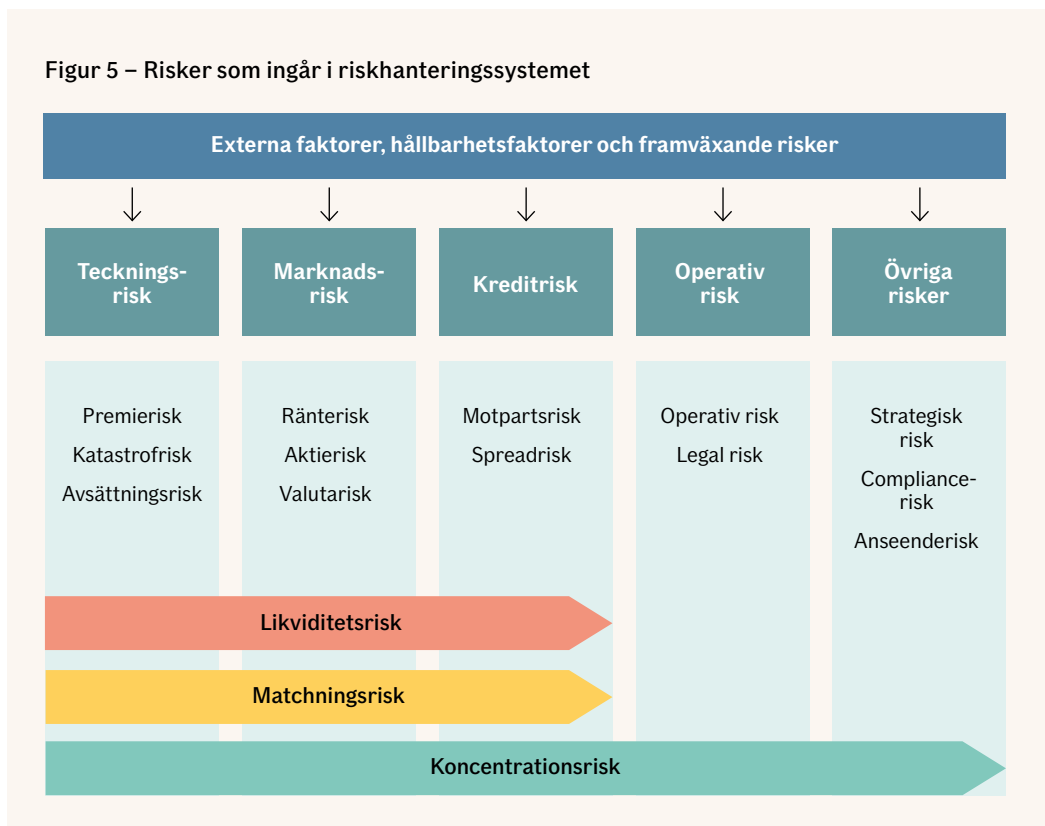 Figur 5 – Risker som ingår i riskhanteringssystemet
Externa faktorer, hållbarhetsfaktorer och framväxande risker
Tecknings-
risk
Marknads-
risk
Kreditrisk
Operativ
risk
Övriga
risker
Premierisk
Katastrofrisk
Avsättningsrisk
Ränterisk
Aktierisk
Valutarisk
Motpartsrisk
Spreadrisk
Operativ risk
Legal risk
Strategisk
risk
Compliance-
risk
Anseenderisk
Likviditetsrisk
Matchningsrisk
Koncentrationsrisk